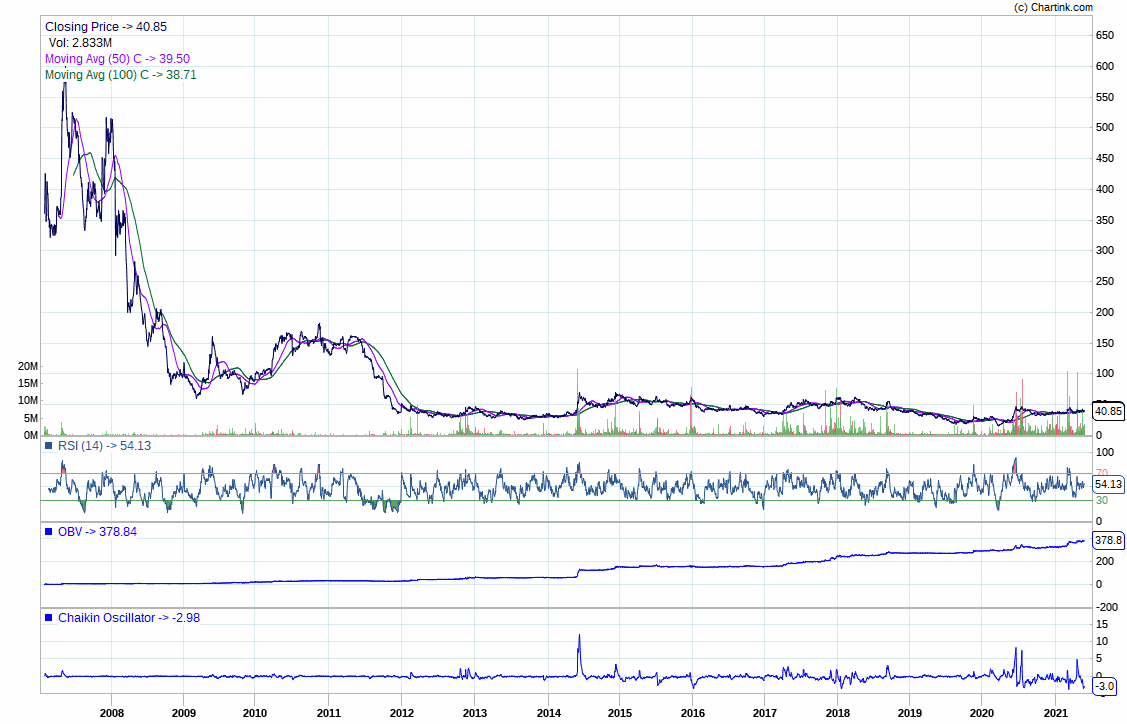 (c) Chartink.com
Closing Price -> 40.85
Vol: 2.833M
Moving Avg (50) C -> 39.50
Moving Avg (100) C -> 38.71
650
600
550
500
450
400
350
300
250
200
150
100
40.85
0
20M
15M
10M
5M
0M
RSI (14) -> 54.13
100
70
54.13
30
0
OBV -> 378.84
378.8
200
0
-200
Chaikin Oscillator -> -2.98
15
10
5
0
-3.0
2008 2009 2010 2011 2012 2013 2014 2015 2016 2017 2018 2019 2020 2021